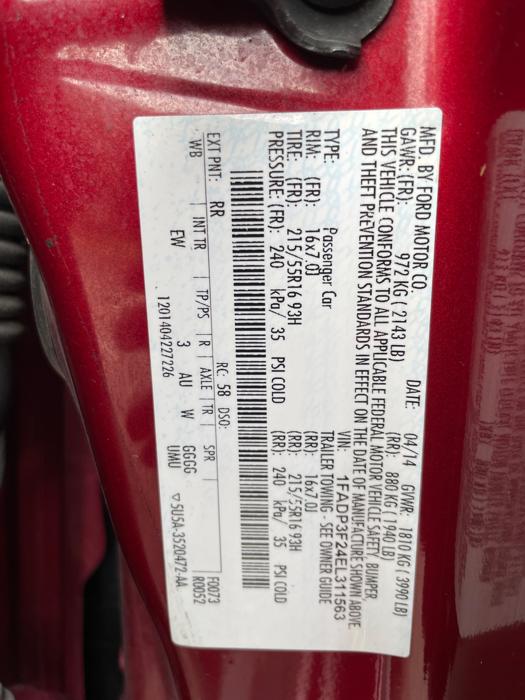 MFD. BY FORD MOTOR CO.
DATE: 04/14 GVWR: 1810 KG ( 3990 LB)
GAWR: (FR): 972 KG ( 2143 LB) (RR): 880 KG ( 1940 LB)
THIS VEHICLE CONFORMS TO ALL APPLICABLE FEDERAL MOTOR VEHICLE SAFETY, BUMPER,
AND THEFT PREVENTION STANDARDS IN EFFECT ON THE DATE OF MANUFACTURE SHOWN ABOVE.
VIN: 1FADP3F24EL311563
TYPE: Passenger Car TRAILER TOWING - SEE OWNER GUIDE
RIM: (FR): 16x7.0J (RR): 16x7.0J
TIRE: (FR): 215/55R16 93H (RR): 215/55R16 93H
PRESSURE: (FR): 240 kPa/ 35 PSI COLD (RR): 240 kPa/ 35 PSI COLD
RC: 58 DSO: F0073
EXT PNT: RR R0052
WB INT TR TP/PS R AXLE TR SPR
EW 3 AU W GGGG UMU
1201404227226 ▽5U5A-3520472-AA